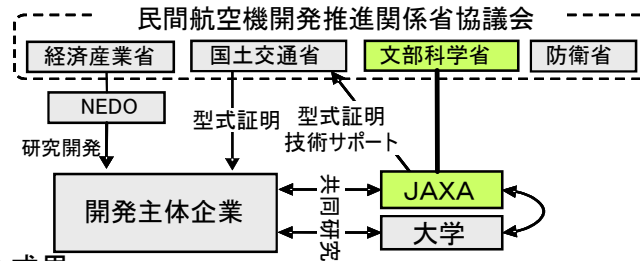 民間航空機開発推進関係省協議会
経済産業省
国土交通省
文部科学省
防衛省
NEDO
研究開発
型式証明
型式証明
技術サポート
開発主体企業
共同研究
JAXA
大学